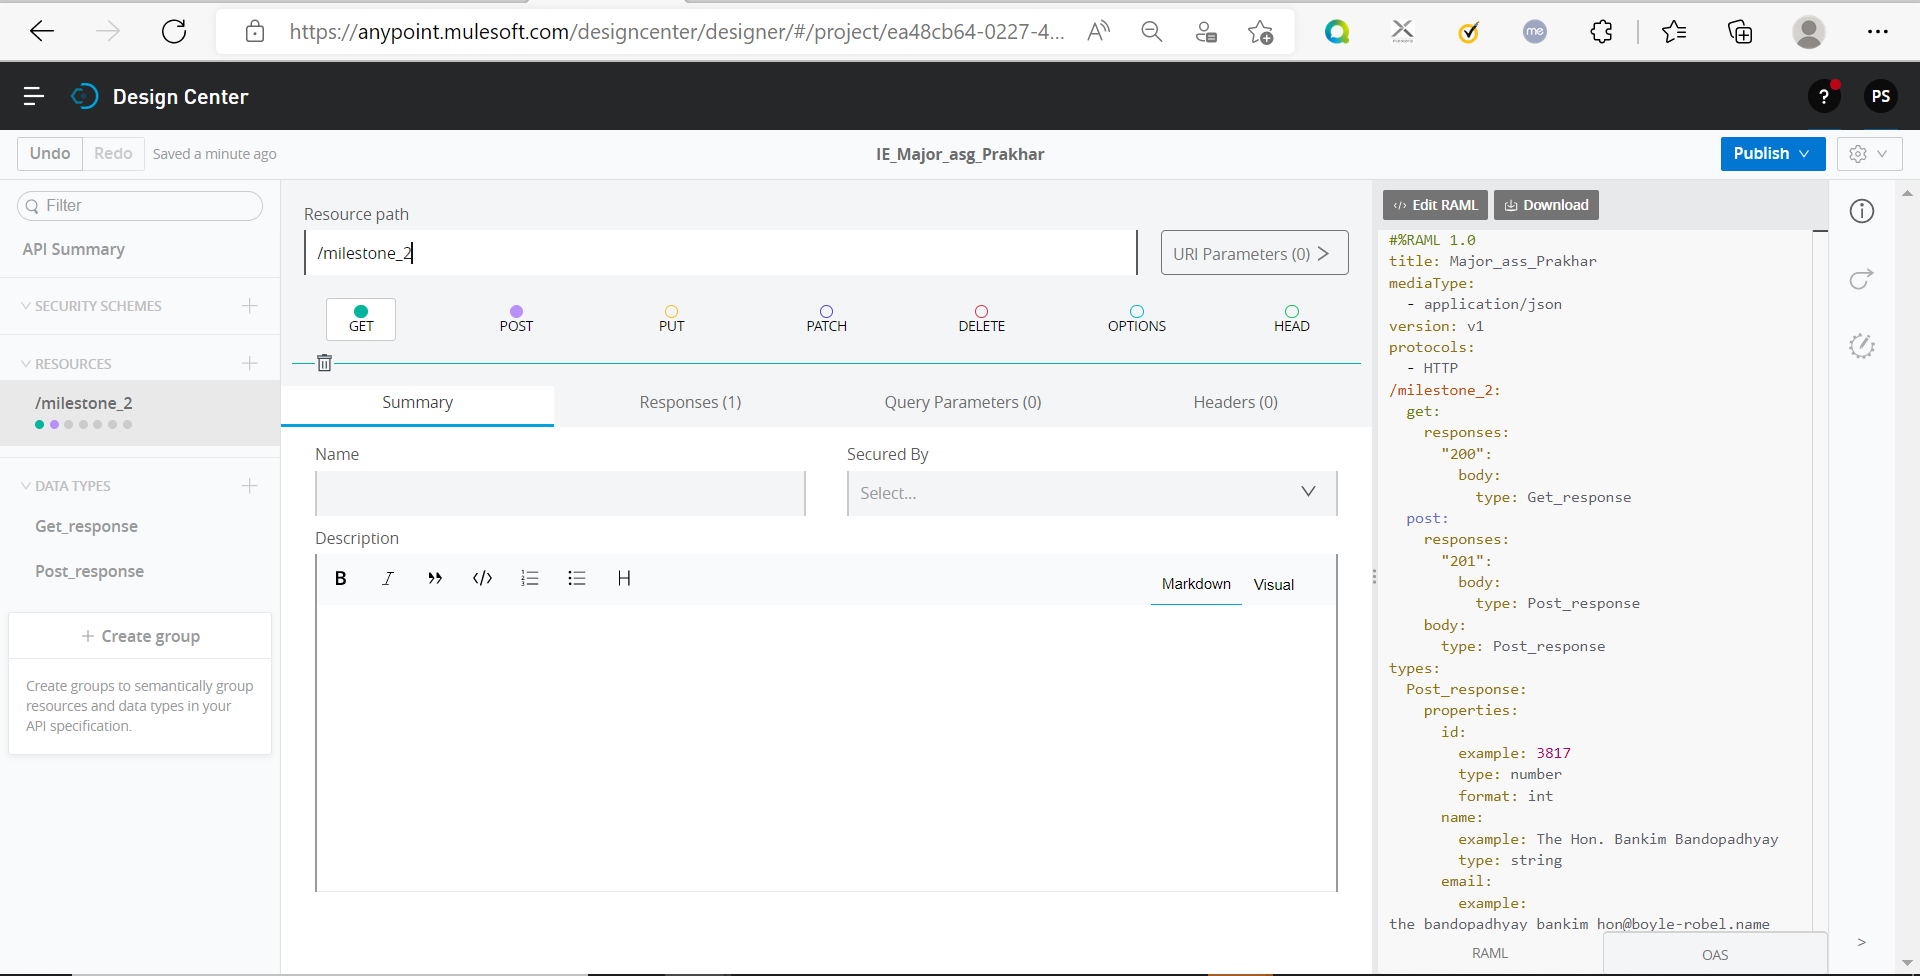 https://anypoint.mulesoft.com/designcenter/designer/#/project/ea48cb64-0227-4...
me
Design Center
?
PS
Undo
Redo
Saved a minute ago
IE_Major_asg_Prakhar
Publish
Filter
API Summary
SECURITY SCHEMES
RESOURCES
/milestone_2
DATA TYPES
Get_response
Post_response
+ Create group
Create groups to semantically group
resources and data types in your
API specification.
Resource path
/milestone_2
URI Parameters (0) >
GET
POST
PUT
PATCH
DELETE
OPTIONS
HEAD
Summary
Responses (1)
Query Parameters (0)
Headers (0)
Name
Secured By
Select...
Description
B I ” </> H
Markdown
Visual
</> Edit RAML
Download
#%RAML 1.0
title: Major_ass_Prakhar
mediaType:
- application/json
version: v1
protocols:
- HTTP
/milestone_2:
get:
responses:
"200":
body:
type: Get_response
post:
responses:
"201":
body:
type: Post_response
body:
type: Post_response
types:
Post_response:
properties:
id:
example: 3817
type: number
format: int
name:
example: The Hon. Bankim Bandopadhyay
type: string
email:
example:
the bandopadhyay bankim hon@boyle-robel.name
RAML
OAS
>